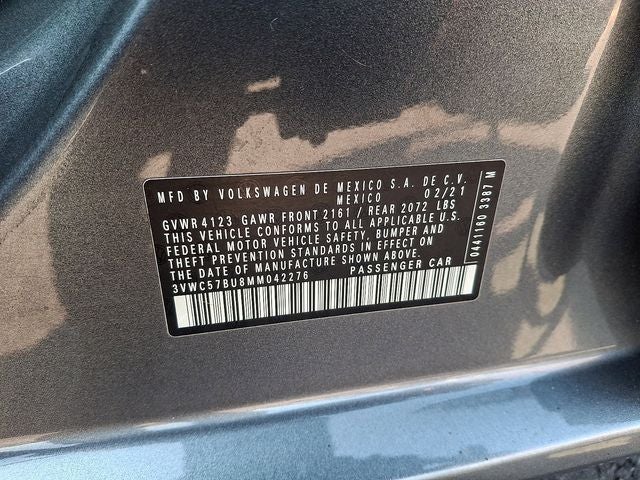 MFD BY VOLKSWAGEN DE MEXICO S.A. DE C.V.
MEXICO 02/21
GVWR 4123 GAWR FRONT 2161 / REAR 2072 LBS
THIS VEHICLE CONFORMS TO ALL APPLICABLE U.S.
FEDERAL MOTOR VEHICLE SAFETY, BUMPER AND
THEFT PREVENTION STANDARDS IN EFFECT ON
THE DATE OF MANUFACTURE SHOWN ABOVE.
3VWC57BU8MM042276 PASSENGER CAR
0441160 3387 M